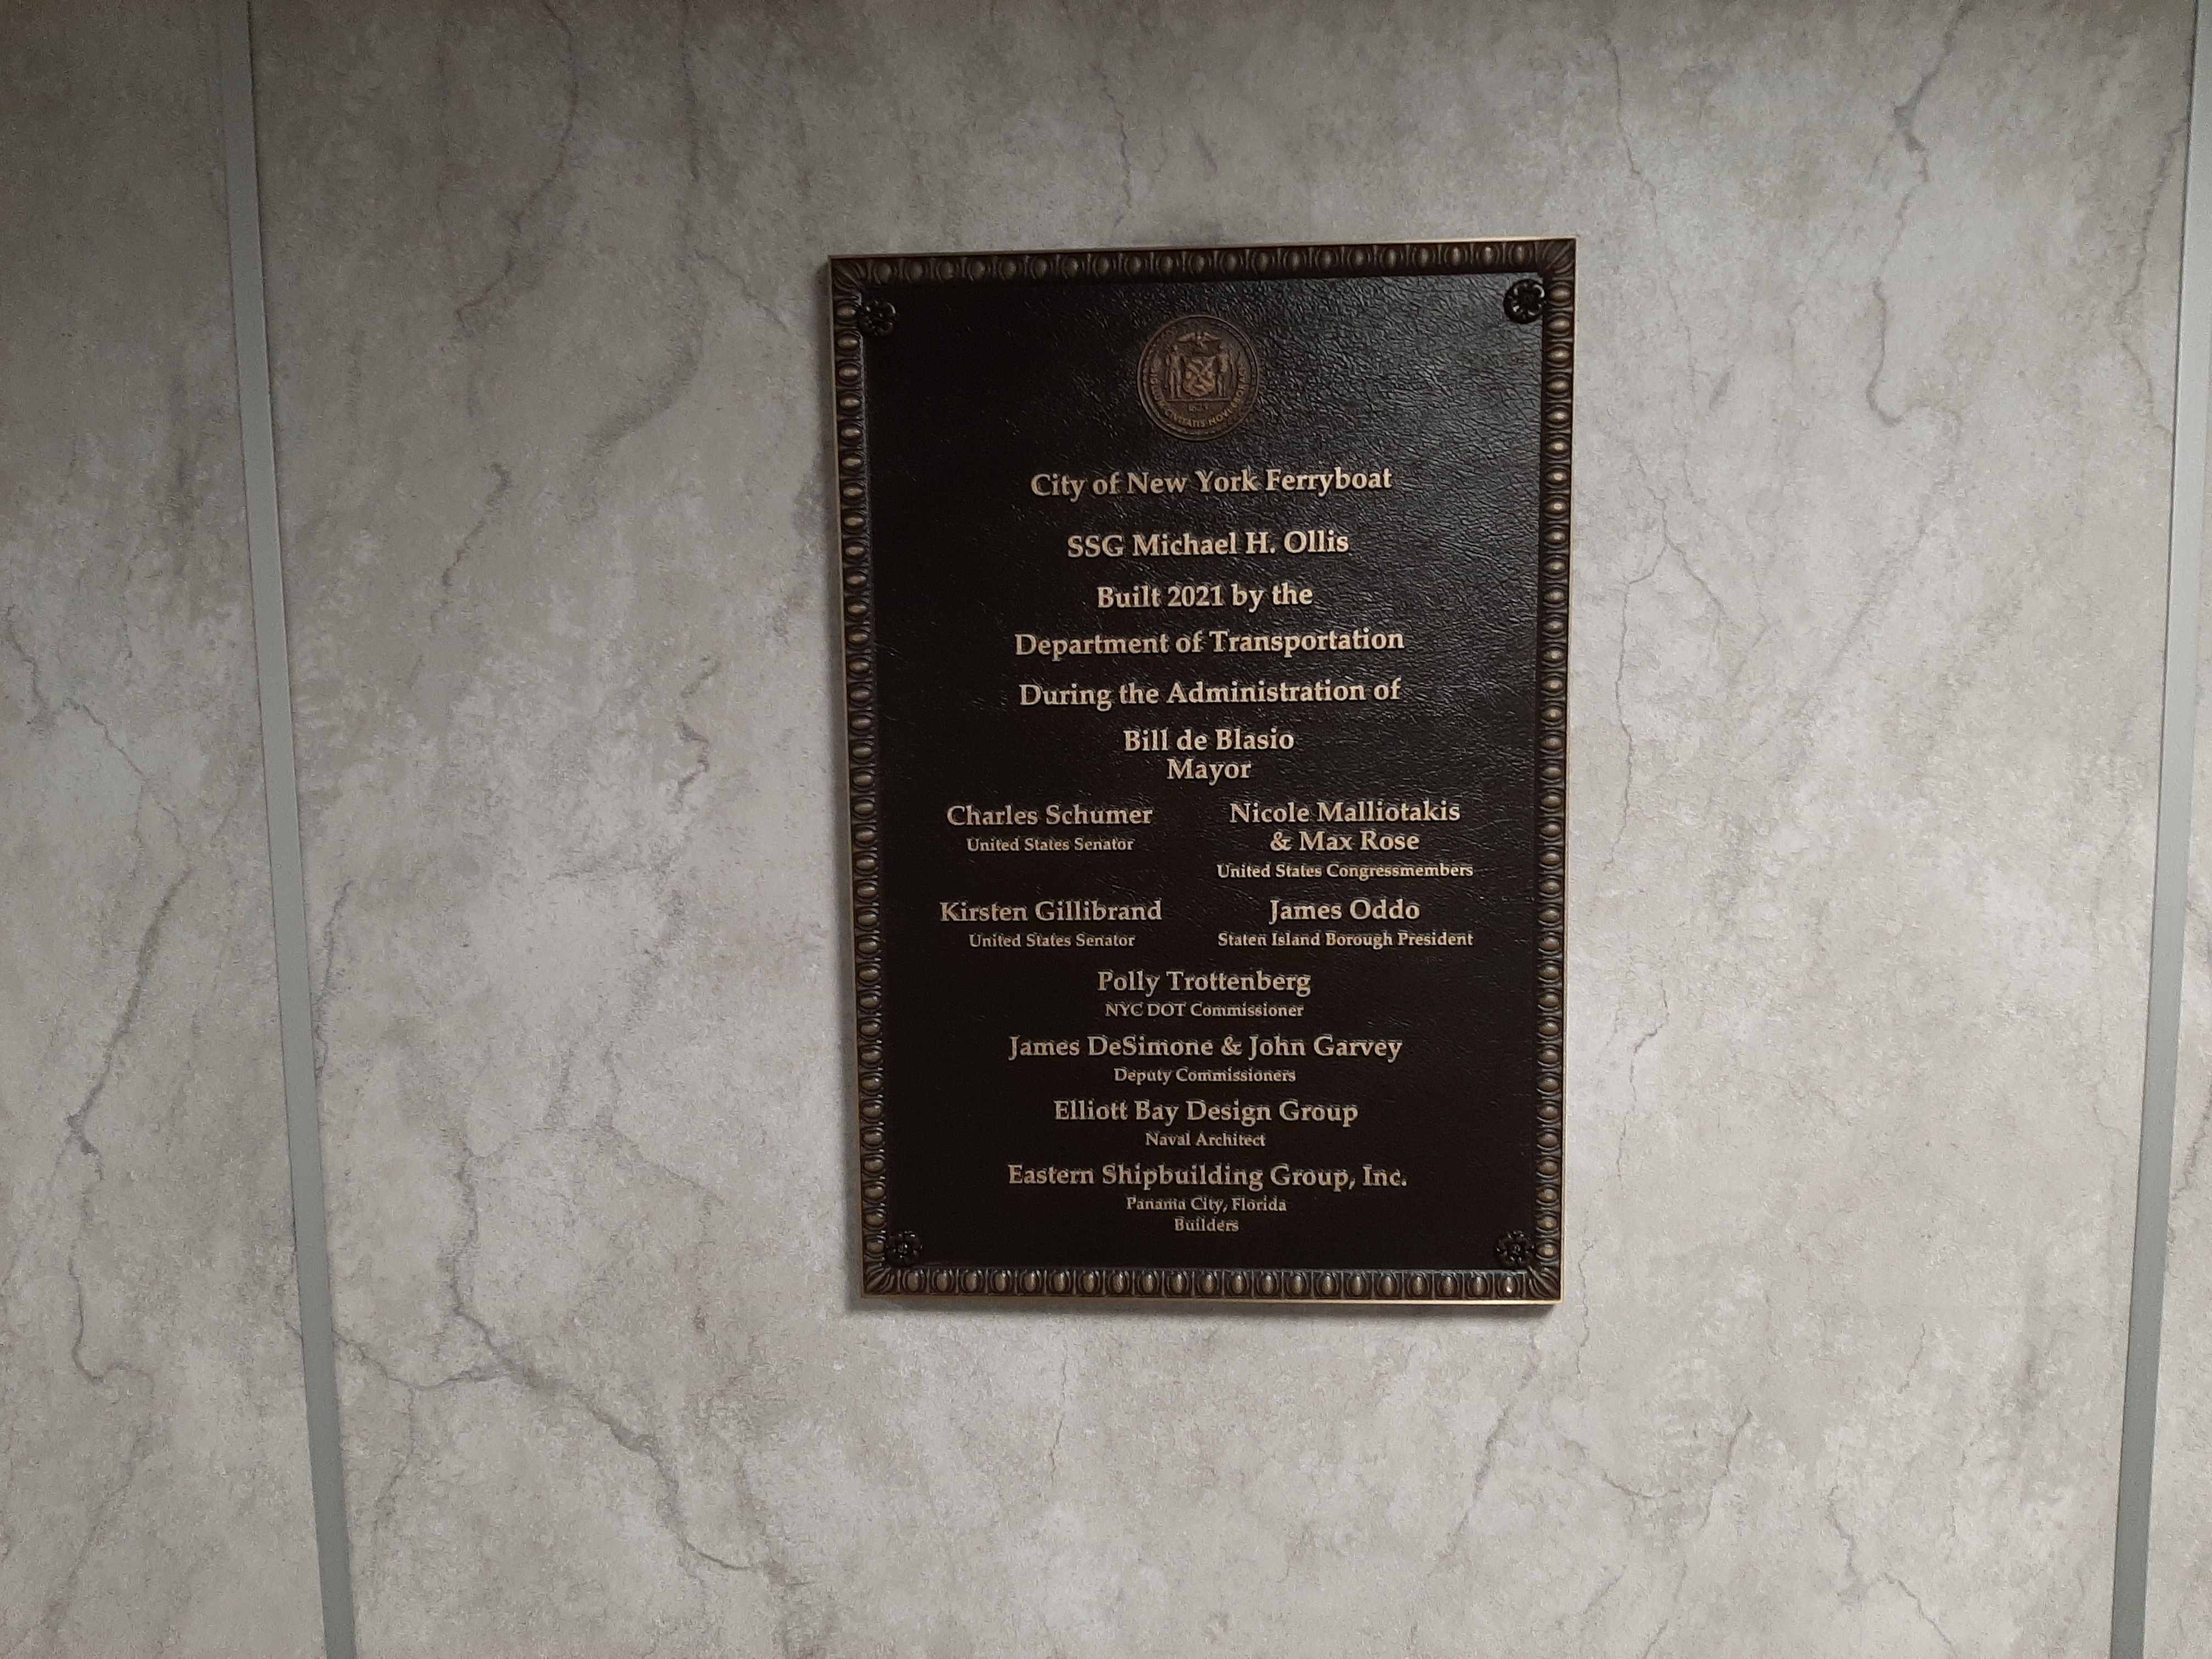 City of New York Ferryboat
SSG Michael H. Ollis
Built 2021 by the
Department of Transportation
During the Administration of
Bill de Blasio
Mayor
Charles Schumer
United States Senator
Nicole Malliotakis
& Max Rose
United States Congressmembers
Kirsten Gillibrand
United States Senator
James Oddo
Staten Island Borough President
Polly Trottenberg
NYC DOT Commissioner
James DeSimone & John Garvey
Deputy Commissioners
Elliott Bay Design Group
Naval Architect
Eastern Shipbuilding Group, Inc.
Panama City, Florida
Builders